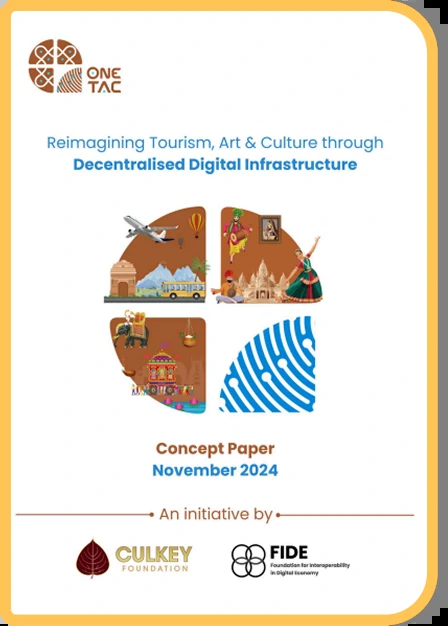 ONE
TAC
Reimagining Tourism, Art & Culture through
Decentralised Digital Infrastructure
Concept Paper
November 2024
An initiative by
CULKEY
FOUNDATION
FIDE
Foundation for Interoperability
in Digital Economy